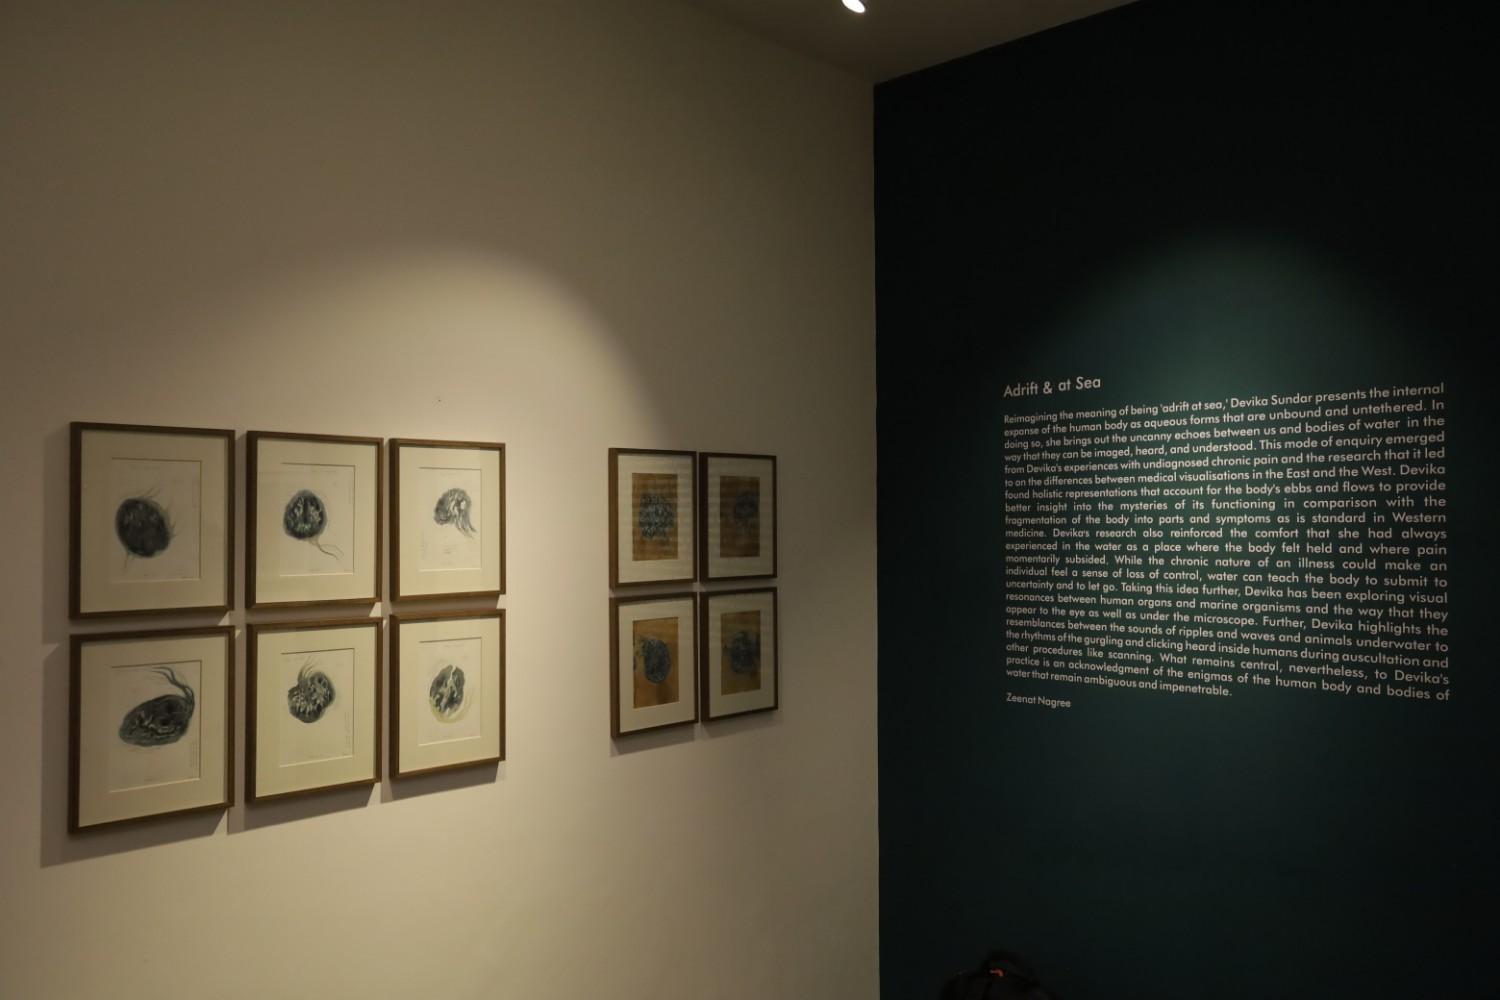 Adrift & at Sea
Reimagining the meaning of being 'adrift at sea,' Devika Sundar presents the internal
expanse of the human body as aqueous forms that are unbound and untethered. In
doing so, she brings out the uncanny echoes between us and bodies of water in the
way that they can be imaged, heard, and understood. This mode of enquiry emerged
from Devika's experiences with undiagnosed chronic pain and the research that it led
to on the differences between medical visualisations in the East and the West. Devika
found holistic representations that account for the body's ebbs and flows to provide
better insight into the mysteries of its functioning in comparison with the
fragmentation of the body into parts and symptoms as is standard in Western
medicine. Devika's research also reinforced the comfort that she had always
experienced in the water as a place where the body felt held and where pain
momentarily subsided. While the chronic nature of an illness could make an
individual feel a sense of loss of control, water can teach the body to submit to
uncertainty and to let go. Taking this idea further, Devika has been exploring visual
resonances between human organs and marine organisms and the way that they
appear to the eye as well as under the microscope. Further, Devika highlights the
resemblances between the sounds of ripples and waves and animals underwater to
the rhythms of the gurgling and clicking heard inside humans during auscultation and
other procedures like scanning. What remains central, nevertheless, to Devika's
practice is an acknowledgment of the enigmas of the human body and bodies of
water that remain ambiguous and impenetrable.
Zeenat Nagree